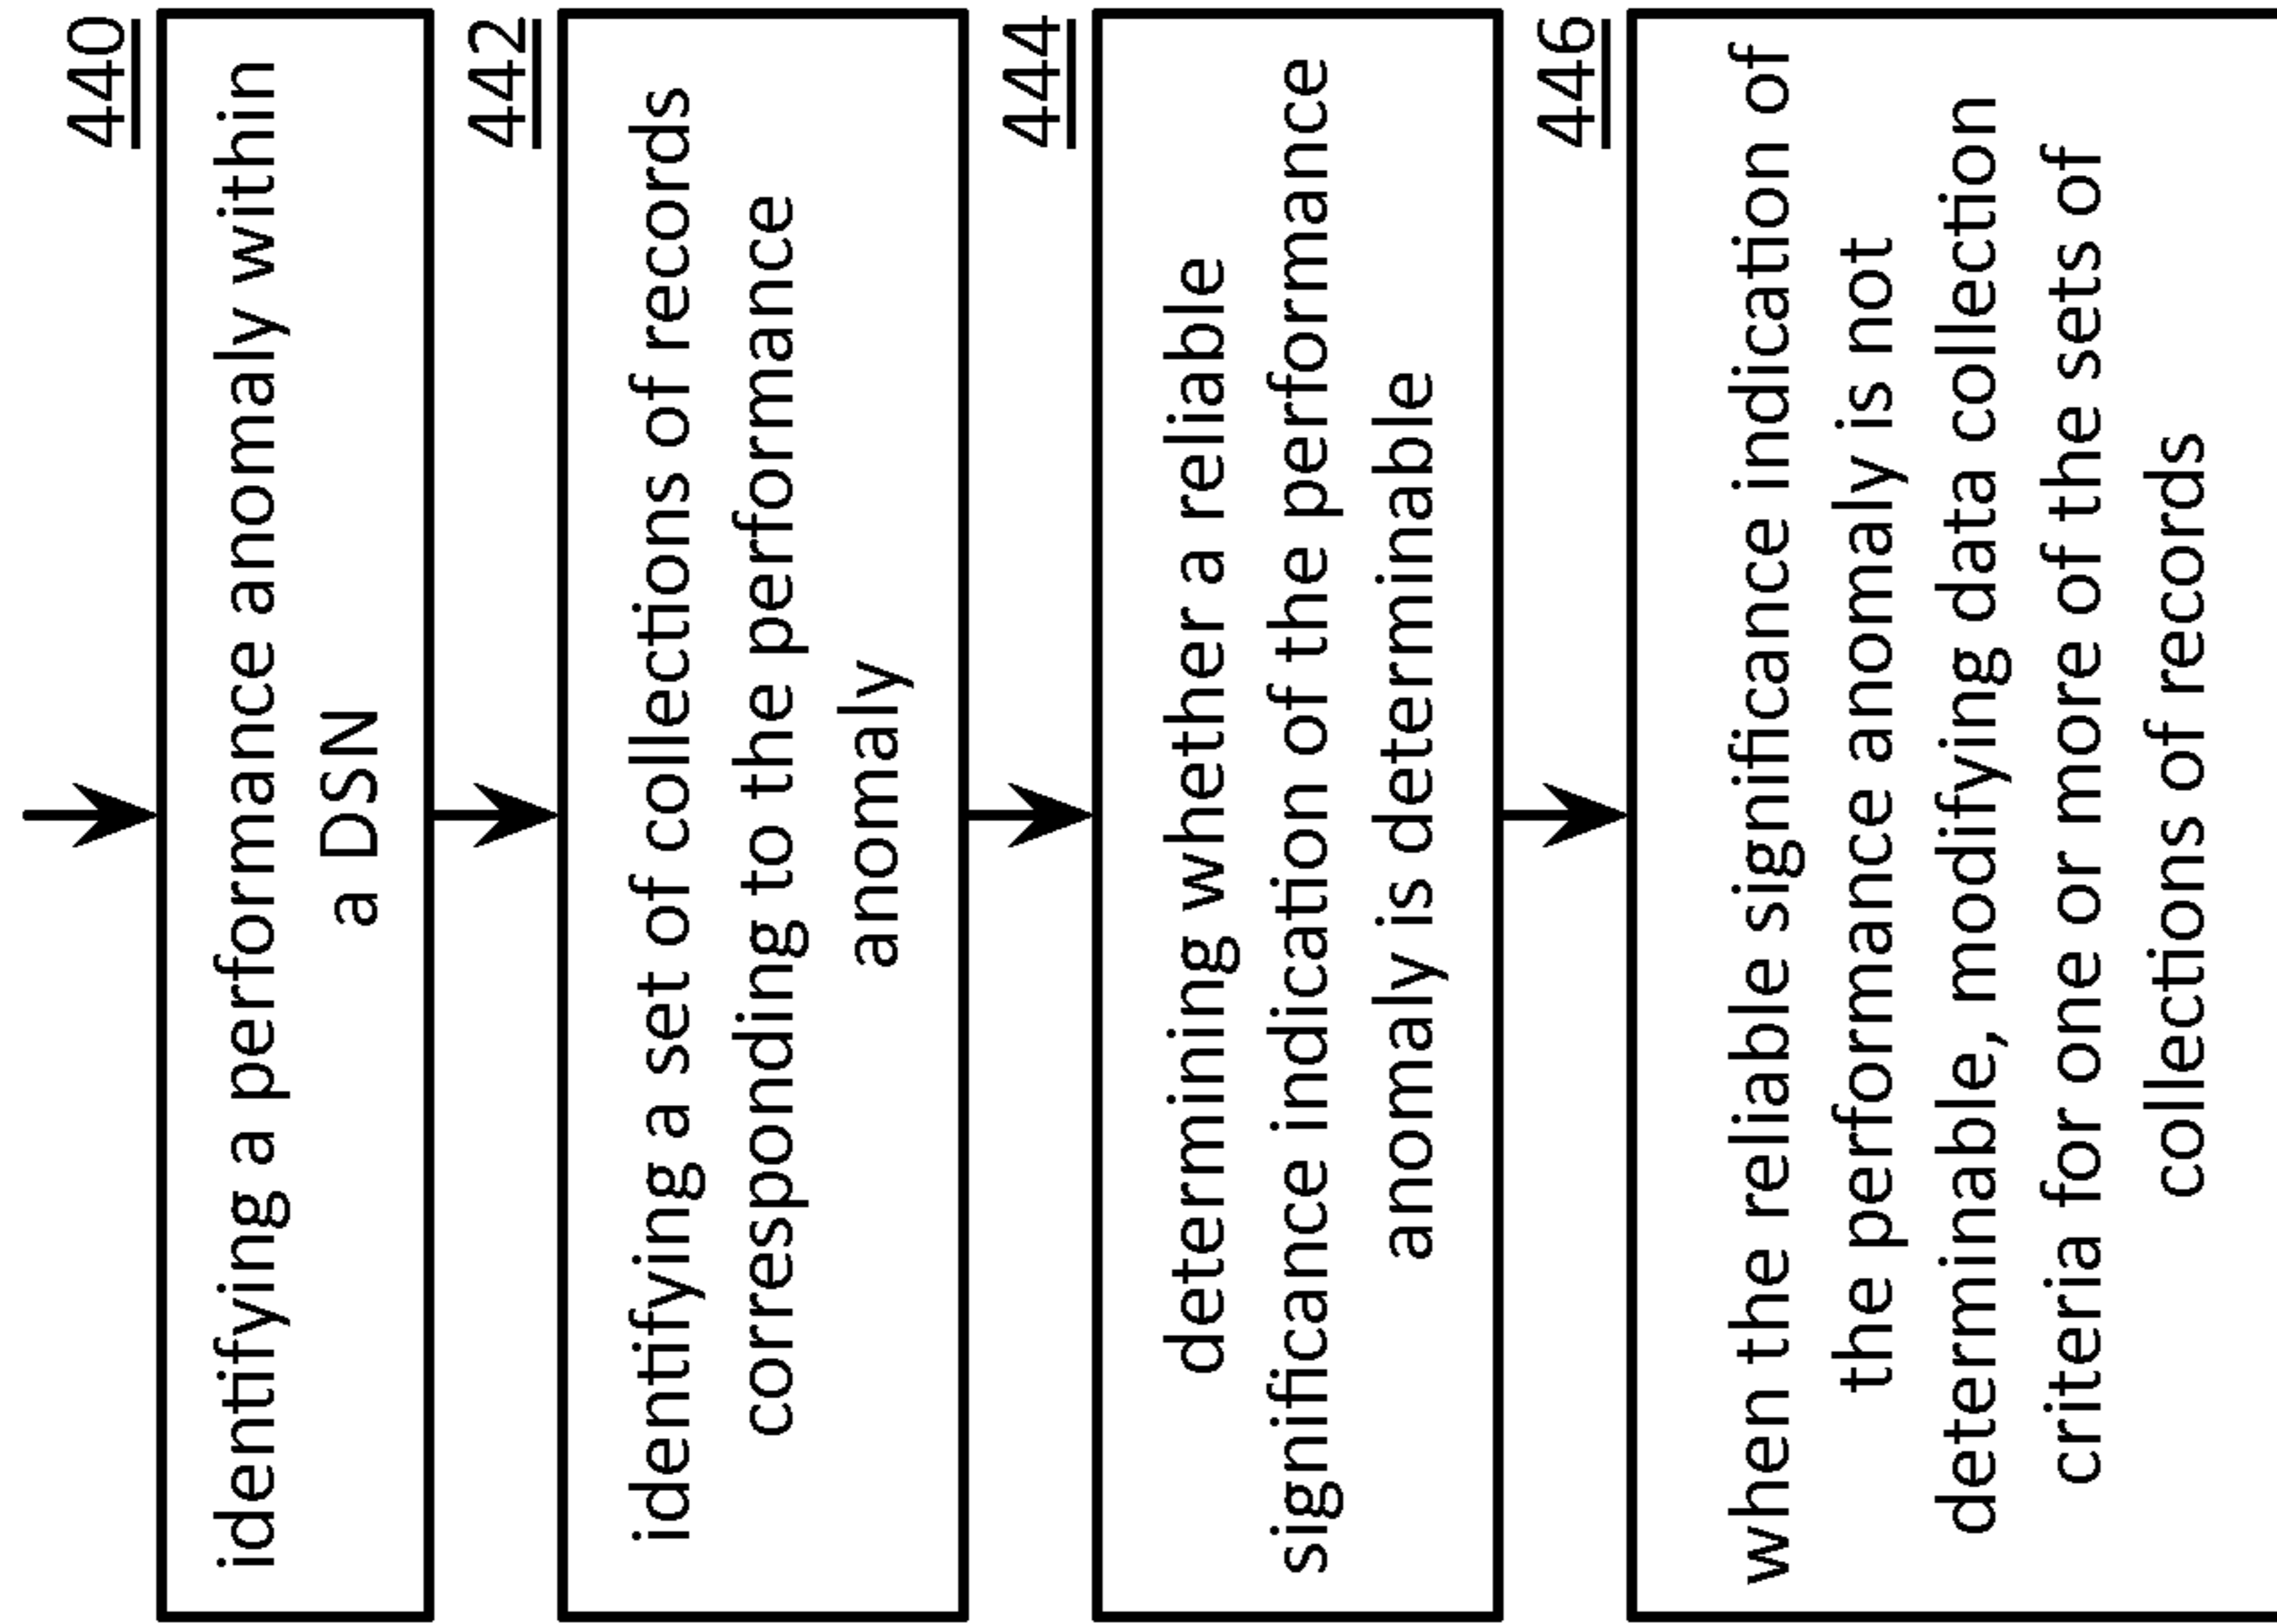 440
identifying a performance anomaly within
a DSN
442
identifying a set of collections of records
corresponding to the performance
anomaly
444
determining whether a reliable
significance indication of the performance
anomaly is determinable
446
when the reliable significance indication of
the performance anomaly is not
determinable, modifying data collection
criteria for one or more of the sets of
collections of records